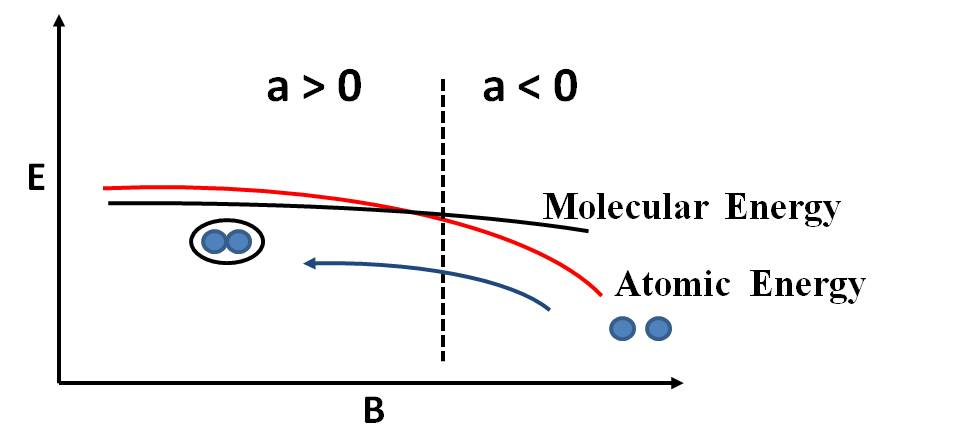 a > 0
a < 0
E
Molecular Energy
Atomic Energy
B